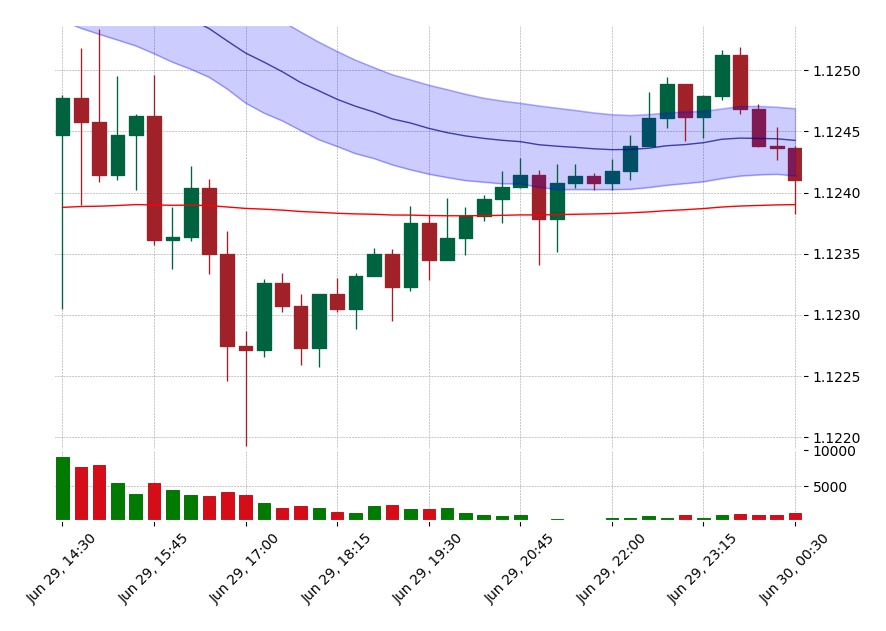 1.1250
1.1245
1.1240
1.1235
1.1230
1.1225
1.1220
10000
5000
Jun 29, 14:30
Jun 29, 15:45
Jun 29, 17:00
Jun 29, 18:15
Jun 29, 19:30
Jun 29, 20:45
Jun 29, 22:00
Jun 29, 23:15
Jun 30, 00:30